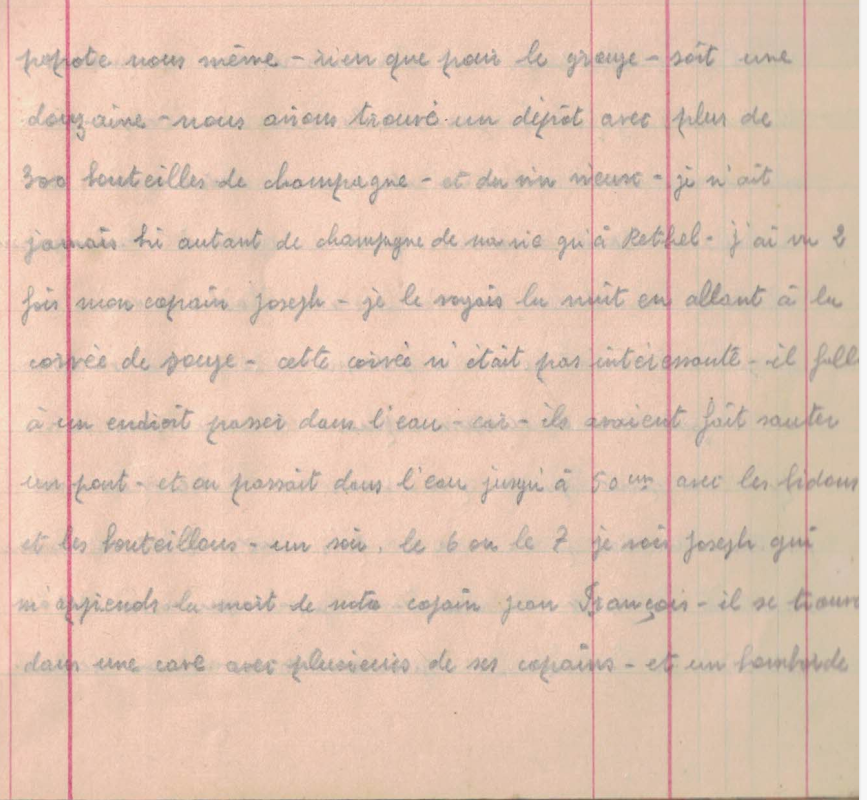 popote nous même - rien que pour le groupe - soit une
douzaine - nous avions trouvé un dépôt avec plus de
300 bouteilles de champagne - et du vin vieux - je n'ait
jamais bu autant de champagne de ma vie qu'à Rethel - j'ai vu 2
fois mon copain Joseph - je le voyais la nuit en allant à la
corvée de soupe - cette corvée n'était pas intéressante - il fall
à un endroit passer dans l'eau - car - ils avaient fait sauter
un pont - et on passait dans l'eau jusqu'à 50 cm avec les bidons
et les bouteillons - un soir, le 6 ou le 7 je vois Joseph qui
m'apprends la mort de notre copain Jean François - il se trouv
dans une cave avec plusieurs de ses copains - et un bombarde